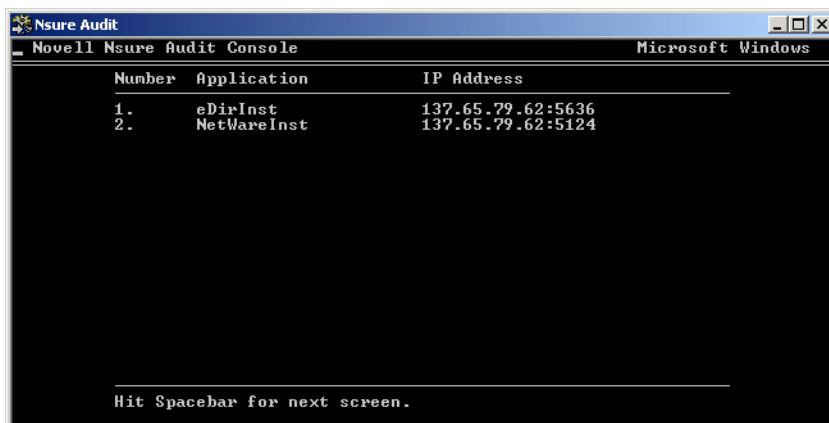 Nsure Audit
Novell Nsure Audit Console Microsoft Windows
Number Application IP Address
1. eDirInst 137.65.79.62:5636
2. NetWareInst 137.65.79.62:5124
Hit Spacebar for next screen.